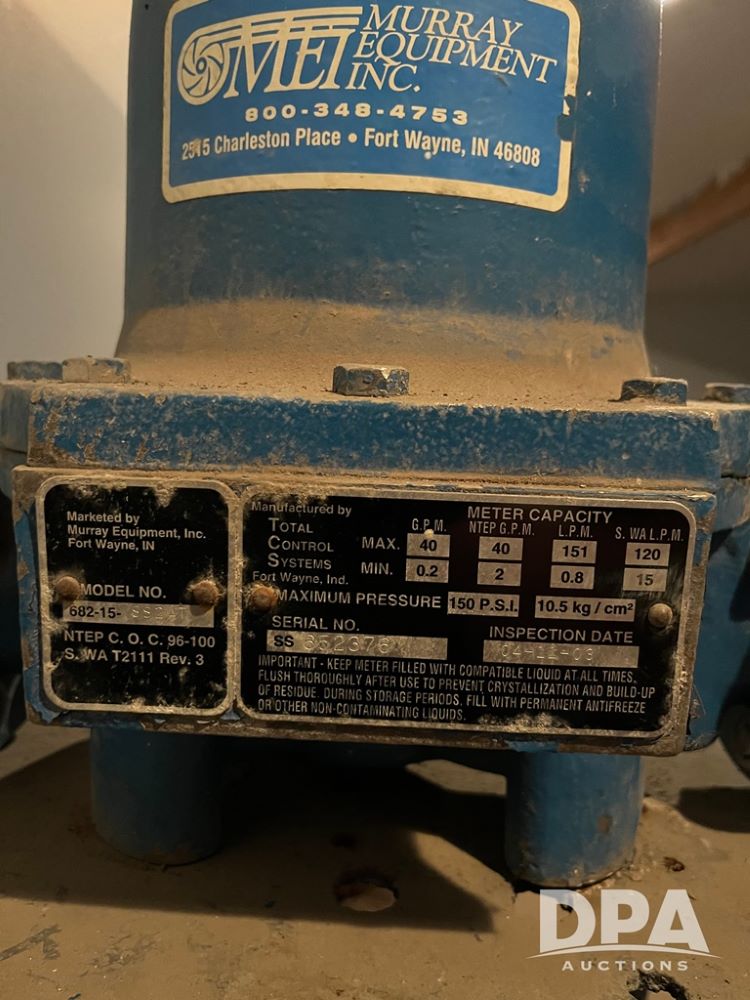 MEI MURRAY
EQUIPMENT
INC.
800-348-4753
2515 Charleston Place • Fort Wayne, IN 46808
Marketed by
Murray Equipment, Inc.
Fort Wayne, IN
MODEL NO.
682-15-
NTEP C. O. C. 96-100
S. WA T2111 Rev. 3
Manufactured by
TOTAL
CONTROL
SYSTEMS
Fort Wayne, Ind.
METER CAPACITY
G.P.M. NTEP G.P.M. L.P.M. S. WA L.P.M.
MAX. 40 40 151 120
MIN. 0.2 2 0.8 15
MAXIMUM PRESSURE 150 P.S.I. 10.5 kg / cm²
SERIAL NO.
SS 352376
INSPECTION DATE
IMPORTANT - KEEP METER FILLED WITH COMPATIBLE LIQUID AT ALL TIMES.
FLUSH THOROUGHLY AFTER USE TO PREVENT CRYSTALLIZATION AND BUILD-UP
OF RESIDUE. DURING STORAGE PERIODS, FILL WITH PERMANENT ANTIFREEZE
OR OTHER NON-CONTAMINATING LIQUIDS.
DPA
AUCTIONS